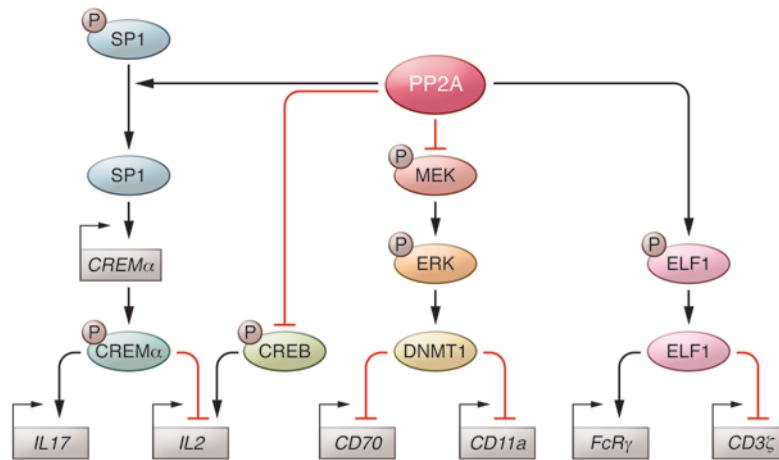 P
SP1
PP2A
SP1
P
MEK
CREMα
P
ERK
P
ELF1
P
CREMα
P
CREB
DNMT1
ELF1
IL17
IL2
CD70
CD11a
FcRγ
CD3ζ